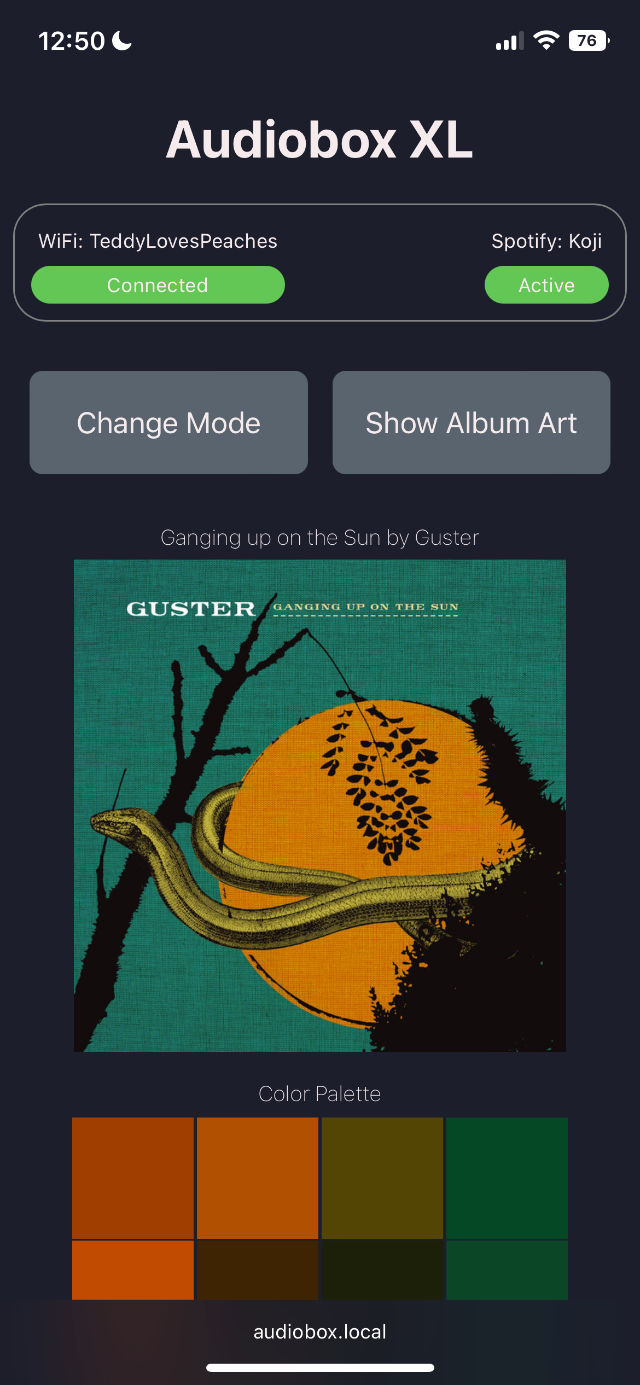 12:50
76
Audiobox XL
WiFi: TeddyLovesPeaches
Spotify: Koji
Connected
Active
Change Mode
Show Album Art
Ganging up on the Sun by Guster
GUSTER GANGING UP ON THE SUN
Color Palette
audiobox.local